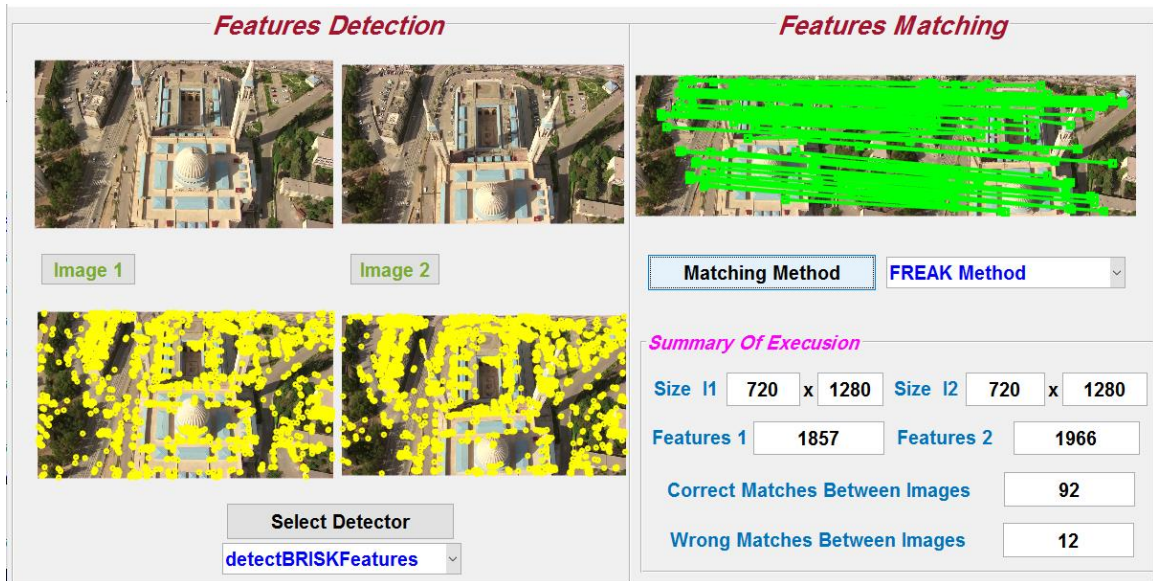 Features Detection
Features Matching
Image 1
Image 2
Matching Method
FREAK Method
Summary Of Execusion
Size I1 720 x 1280 Size I2 720 x 1280
Features 1 1857 Features 2 1966
Correct Matches Between Images 92
Wrong Matches Between Images 12
Select Detector
detectBRISKFeatures